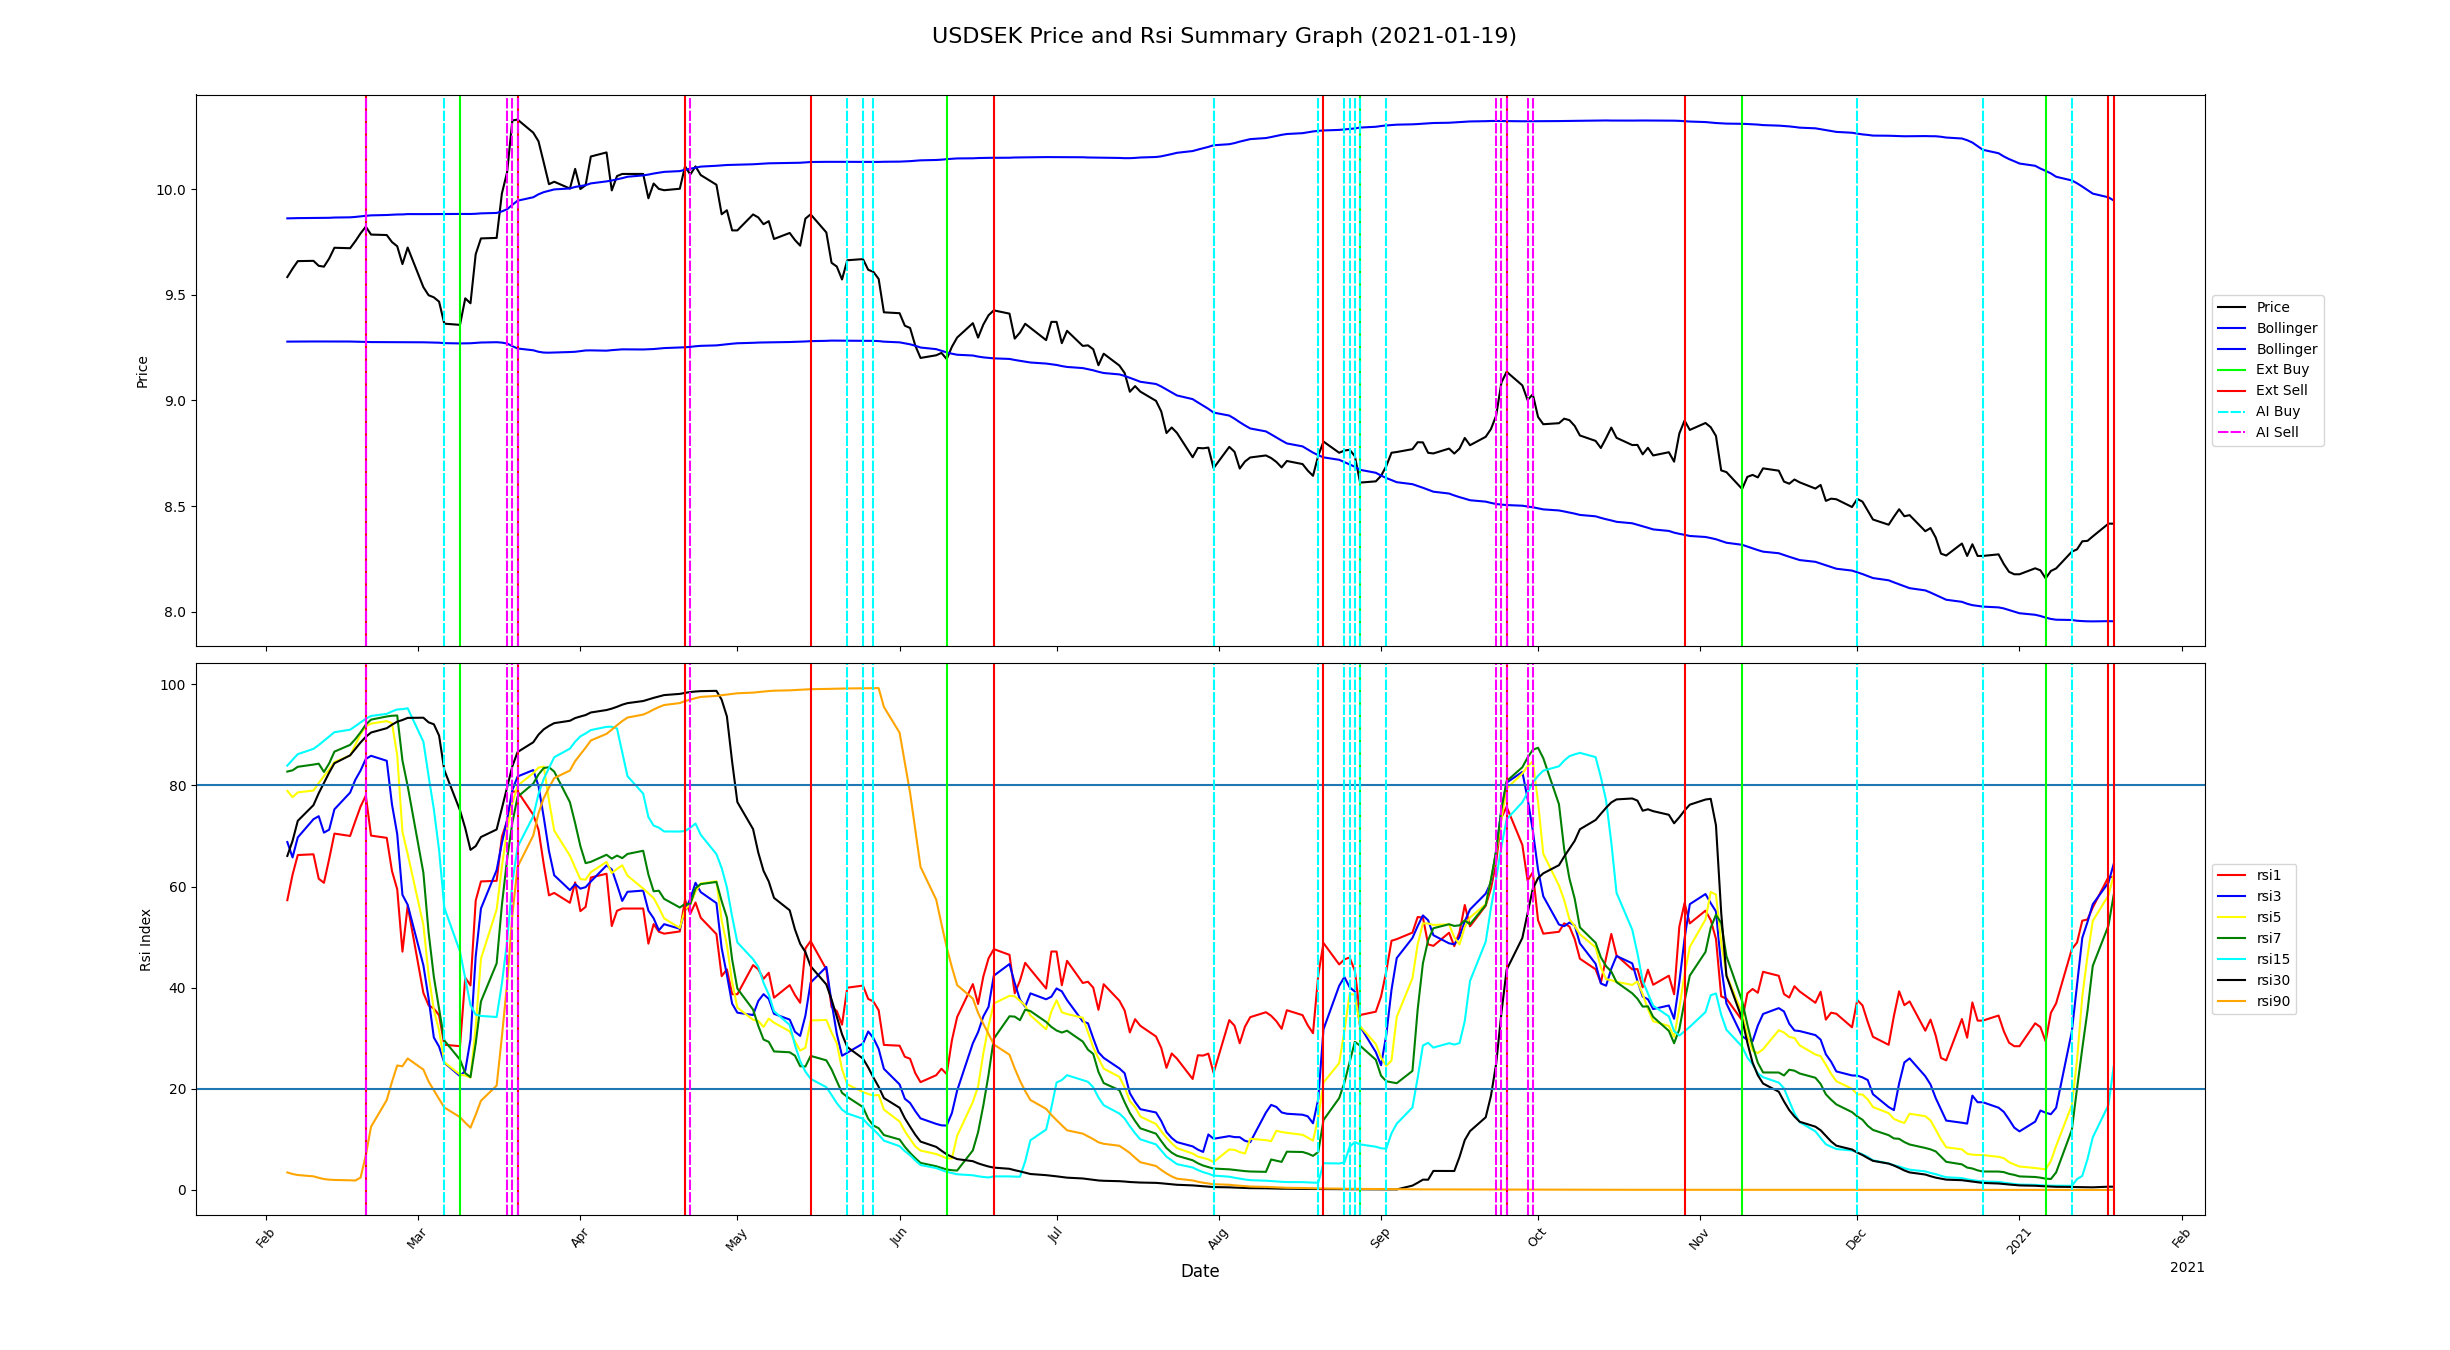 USDSEK Price and Rsi Summary Graph (2021-01-19)
Price
10.0
9.5
9.0
8.5
8.0
Price
Bollinger
Bollinger
Ext Buy
Ext Sell
AI Buy
AI Sell
Rsi Index
100
80
60
40
20
0
rsi1
rsi3
rsi5
rsi7
rsi15
rsi30
rsi90
Feb
Mar
Apr
May
Jun
Jul
Aug
Sep
Oct
Nov
Dec
2021
Feb
Date
2021